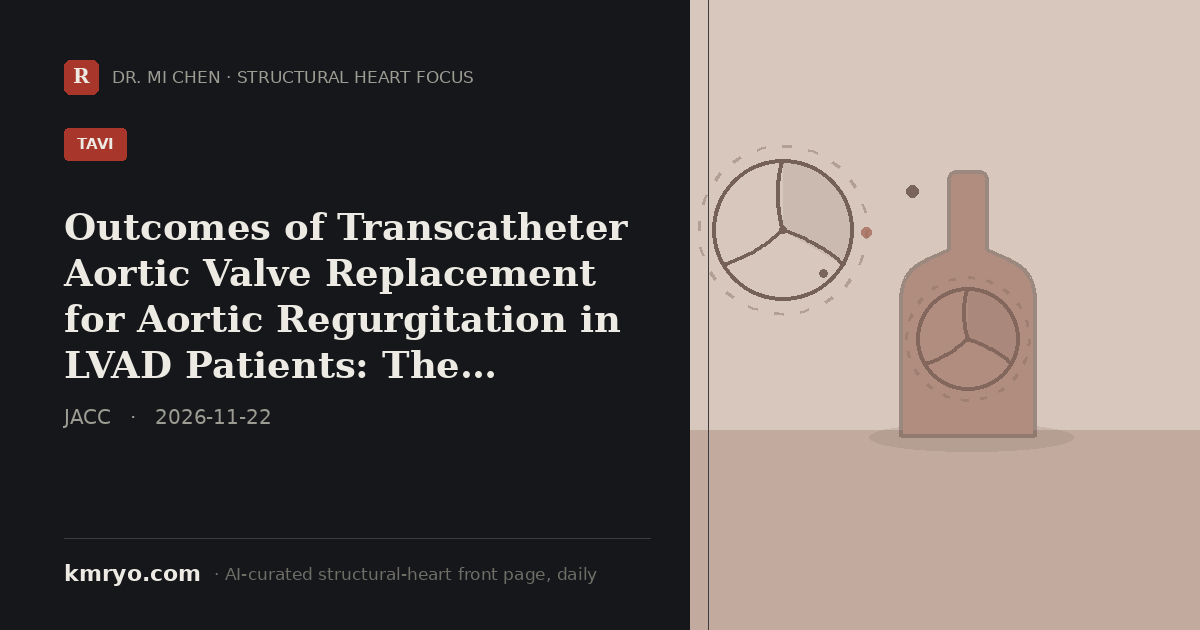 R DR. MI CHEN · STRUCTURAL HEART FOCUS
TAVI
Outcomes of Transcatheter
Aortic Valve Replacement
for Aortic Regurgitation in
LVAD Patients: The...
JACC · 2026-11-22
kmryo.com · AI-curated structural-heart front page, daily